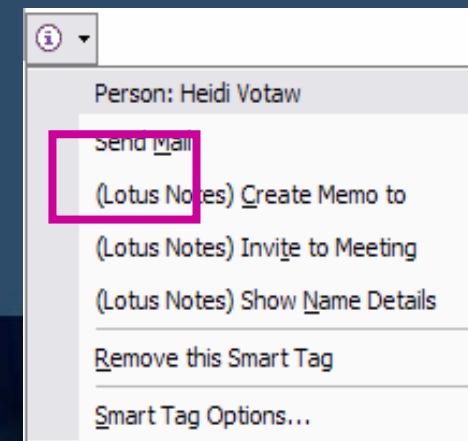 Person: Heidi Votaw
Send Mail
(Lotus Notes) Create Memo to
(Lotus Notes) Invite to Meeting
(Lotus Notes) Show Name Details
Remove this Smart Tag
Smart Tag Options...